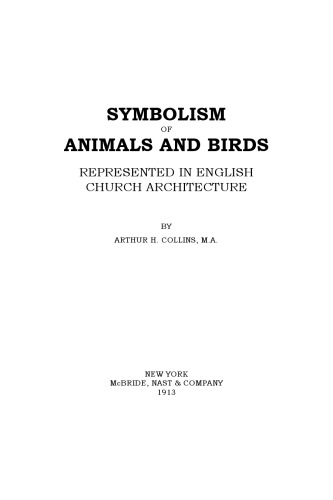 SYMBOLISM
OF
ANIMALS AND BIRDS
REPRESENTED IN ENGLISH
CHURCH ARCHITECTURE
BY
ARTHUR H. COLLINS, M.A.
NEW YORK
McBRIDE, NAST & COMPANY
1913